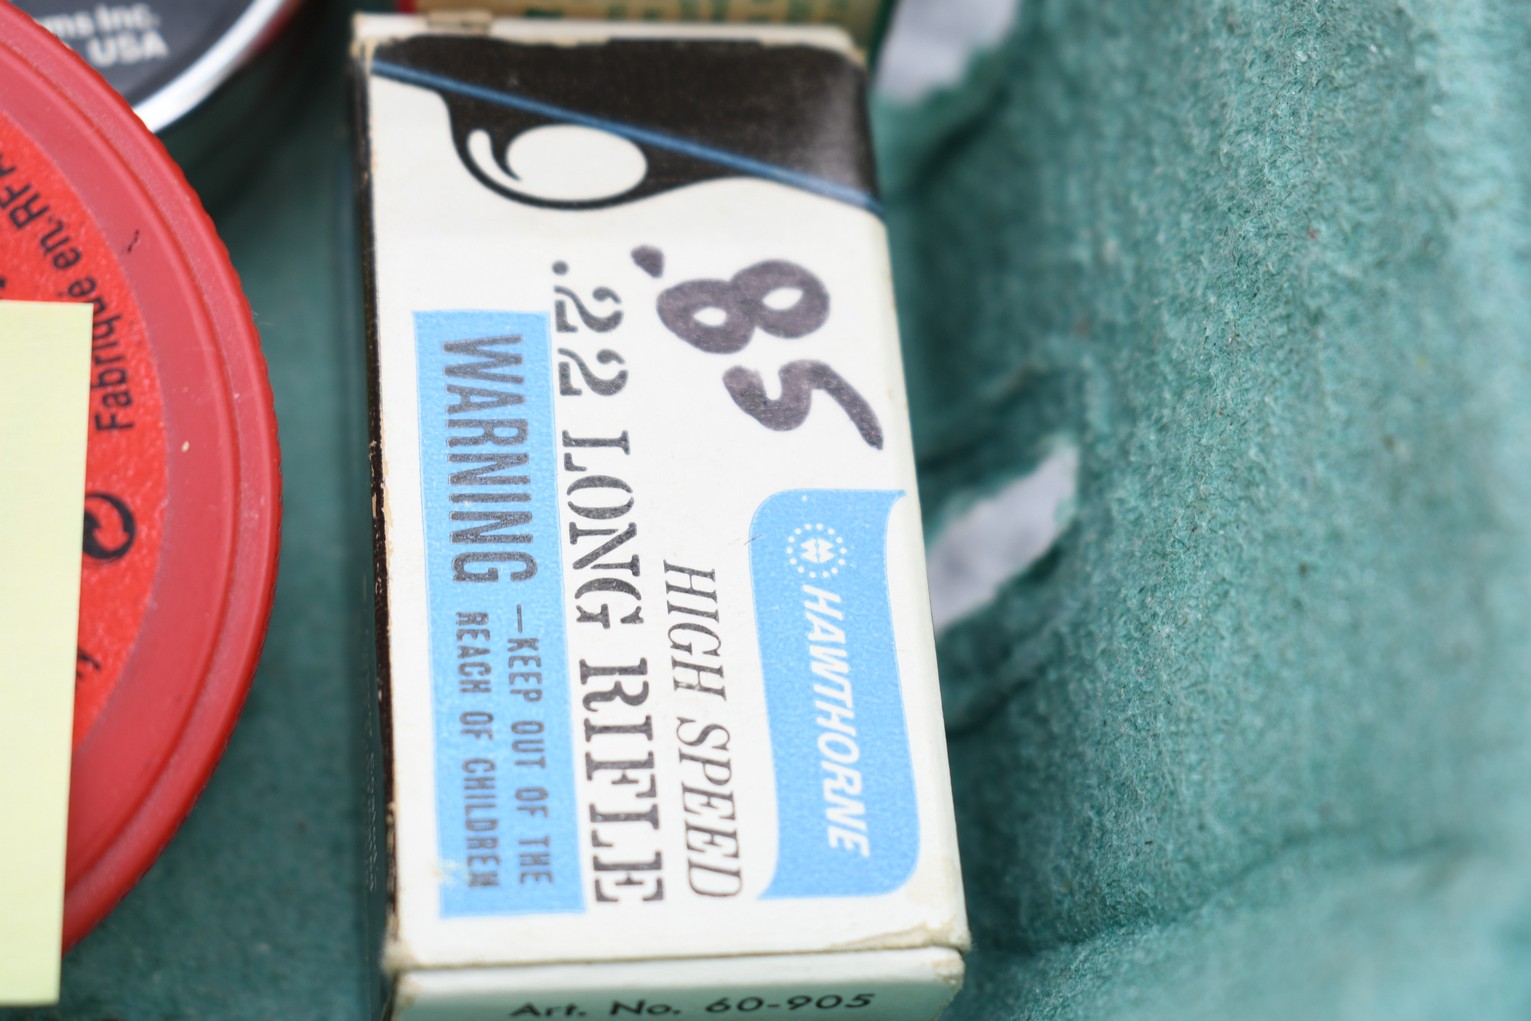 ms Inc.
USA
Fabriqué en
.85
HAWTHORNE
HIGH SPEED
.22 LONG RIFLE
WARNING—KEEP OUT OF THE
REACH OF CHILDREN
Art. No. 60-905